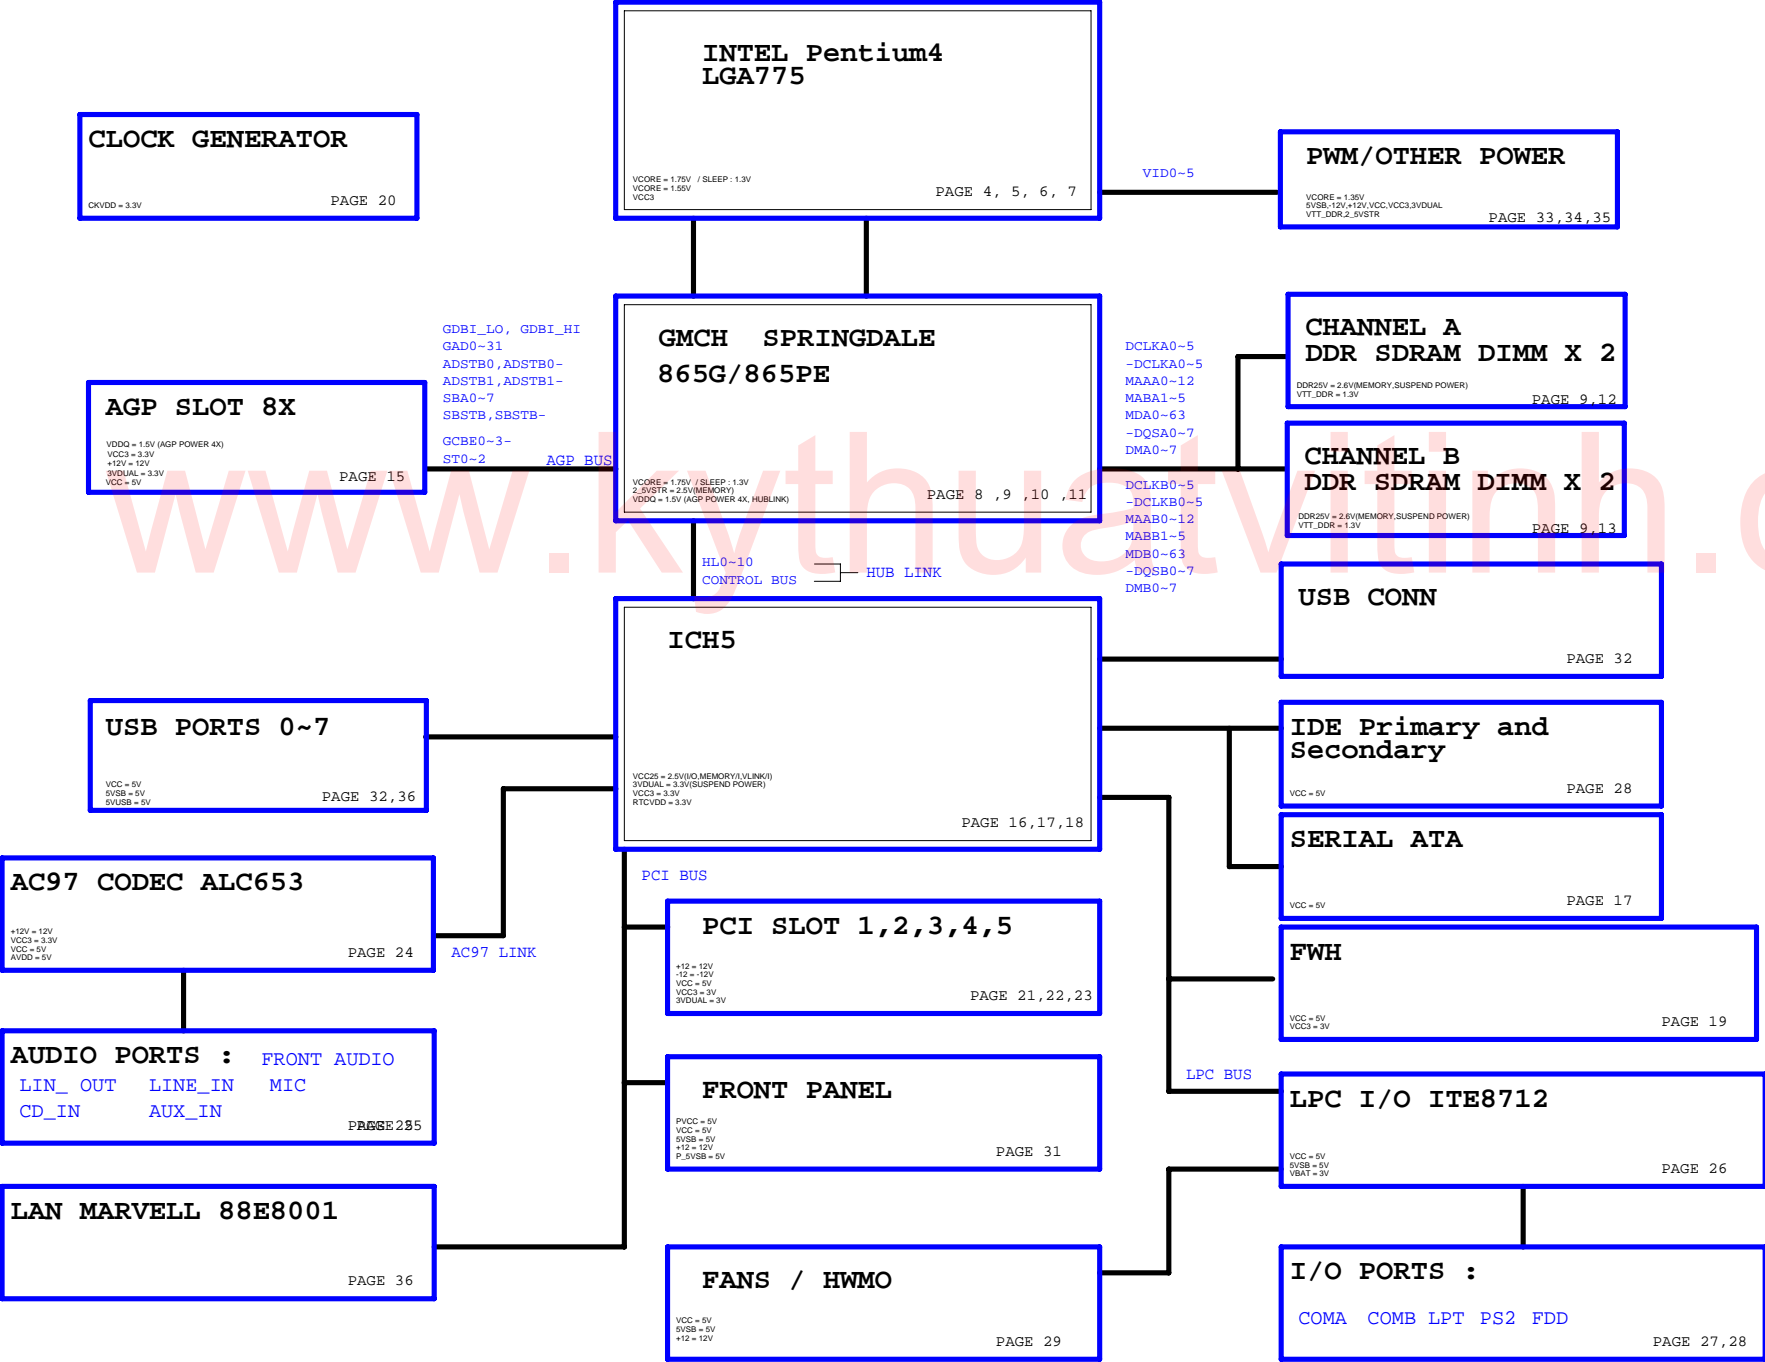 INTEL Pentium4
LGA775
VCORE = 1.75V / SLEEP : 1.3V
VCORE = 1.55V
VCC3
PAGE 4, 5, 6, 7
CLOCK GENERATOR
CKVDD = 3.3V
PAGE 20
VID0~5
PWM/OTHER POWER
VCORE = 1.35V
5VSB,-12V,+12V,VCC,VCC3,3VDUAL
VTT_DDR,2_5VSTR
PAGE 33,34,35
GMCH SPRINGDALE
865G/865PE
VCORE = 1.75V / SLEEP : 1.3V
2_5VSTR = 2.5V(MEMORY)
VDDQ = 1.5V (AGP POWER 4X, HUBLINK)
PAGE 8 ,9 ,10 ,11
GDBI_LO, GDBI_HI
GAD0~31
ADSTB0,ADSTB0-
ADSTB1,ADSTB1-
SBA0~7
SBSTB,SBSTB-
GCBE0~3-
ST0~2
AGP BUS
AGP SLOT 8X
VDDQ = 1.5V (AGP POWER 4X)
VCC3 = 3.3V
+12V = 12V
3VDUAL = 3.3V
VCC = 5V
PAGE 15
DCLKA0~5
-DCLKA0~5
MAAA0~12
MABA1~5
MDA0~63
-DQSA0~7
DMA0~7
DCLKB0~5
-DCLKB0~5
MAAB0~12
MABB1~5
MDB0~63
-DQSB0~7
DMB0~7
CHANNEL A
DDR SDRAM DIMM X 2
DDR25V = 2.6V(MEMORY,SUSPEND POWER)
VTT_DDR = 1.3V
PAGE 9,12
CHANNEL B
DDR SDRAM DIMM X 2
DDR25V = 2.6V(MEMORY,SUSPEND POWER)
VTT_DDR = 1.3V
PAGE 9,13
www.kythuatvitinh.c
HL0~10
CONTROL BUS
HUB LINK
ICH5
VCC25 = 2.5V(I/O,MEMORY/I,VLINK/I)
3VDUAL = 3.3V(SUSPEND POWER)
VCC3 = 3.3V
RTCVDD = 3.3V
PAGE 16,17,18
USB CONN
PAGE 32
USB PORTS 0~7
VCC = 5V
5VSB = 5V
5VUSB = 5V
PAGE 32,36
IDE Primary and
Secondary
VCC = 5V
PAGE 28
SERIAL ATA
VCC = 5V
PAGE 17
AC97 CODEC ALC653
+12V = 12V
VCC3 = 3.3V
VCC = 5V
AVDD = 5V
PAGE 24
AC97 LINK
PCI BUS
PCI SLOT 1,2,3,4,5
+12 = 12V
-12 = -12V
VCC = 5V
VCC3 = 3V
3VDUAL = 3V
PAGE 21,22,23
FWH
VCC = 5V
VCC3 = 3V
PAGE 19
AUDIO PORTS : FRONT AUDIO
LIN_ OUT LINE_IN MIC
CD_IN AUX_IN
FRONT PANEL
PVCC = 5V
VCC = 5V
5VSB = 5V
+12 = 12V
P_5VSB = 5V
PAGE 31
LPC BUS
LPC I/O ITE8712
VCC = 5V
5VSB = 5V
VBAT = 3V
PAGE 26
LAN MARVELL 88E8001
PAGE 36
FANS / HWMO
VCC = 5V
5VSB = 5V
+12 = 12V
PAGE 29
I/O PORTS :
COMA COMB LPT PS2 FDD
PAGE 27,28